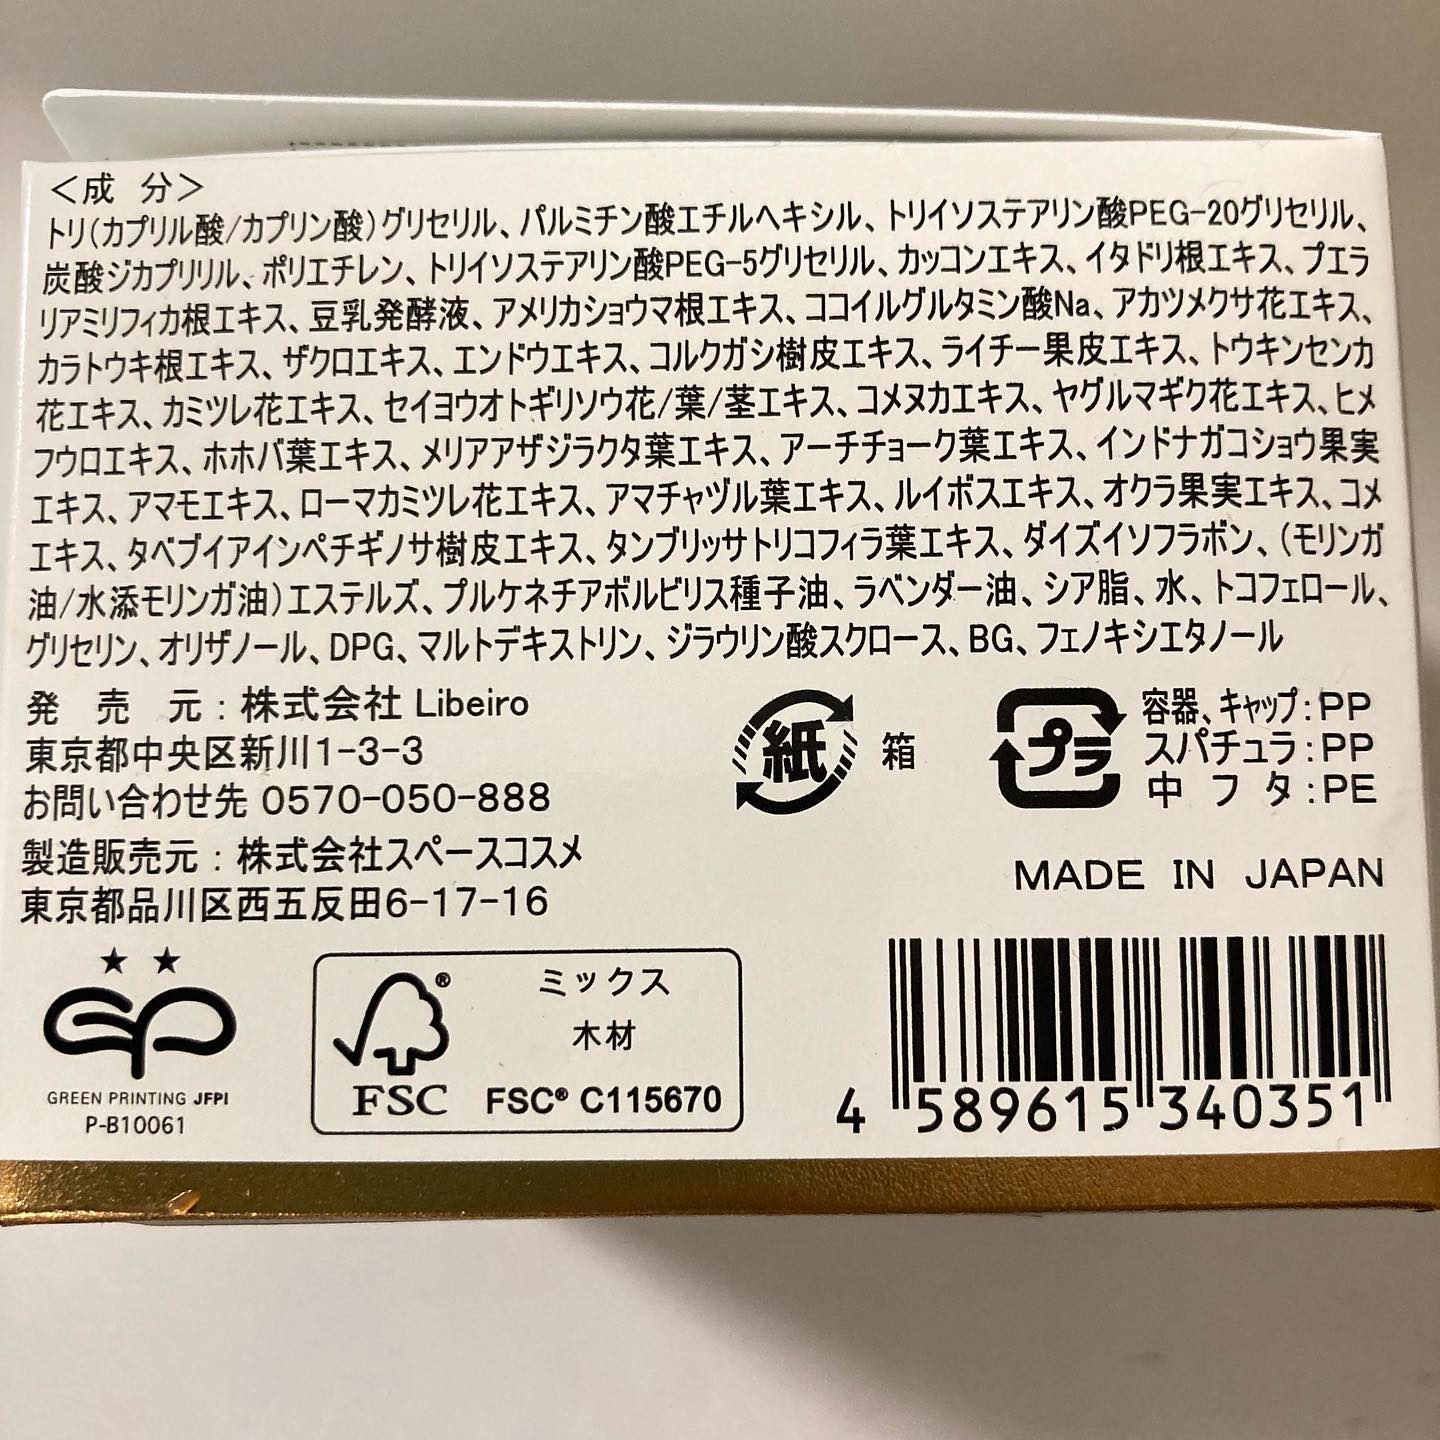 ＜成 分＞
トリ(カプリル酸/カプリン酸)グリセリル、パルミチン酸エチルヘキシル、トリイソステアリン酸PEG-20グリセリル、
炭酸ジカプリリル、ポリエチレン、トリイソステアリン酸PEG-5グリセリル、カッコンエキス、イタドリ根エキス、プエラ
リアミリフィカ根エキス、豆乳発酵液、アメリカショウマ根エキス、ココイルグルタミン酸Na、アカツメクサ花エキス、
カラトウキ根エキス、ザクロエキス、エンドウエキス、コルクガシ樹皮エキス、ライチー果皮エキス、トウキンセンカ
花エキス、カミツレ花エキス、セイヨウオトギリソウ花/葉/茎エキス、コメヌカエキス、ヤグルマギク花エキス、ヒメ
フウロエキス、ホホバ葉エキス、メリアアザジラクタ葉エキス、アーチチョーク葉エキス、インドナガコショウ果実
エキス、アマモエキス、ローマカミツレ花エキス、アマチャヅル葉エキス、ルイボスエキス、オクラ果実エキス、コメ
エキス、タベブイアインペチギノサ樹皮エキス、タンブリッサトリコフィラ葉エキス、ダイズイソフラボン、(モリンガ
油/水添モリンガ油)エステルズ、プルケネチアボルビリス種子油、ラベンダー油、シア脂、水、トコフェロール、
グリセリン、オリザノール、DPG、マルトデキストリン、ジラウリン酸スクロース、BG、フェノキシエタノール
発 売 元：株式会社 Libeiro
東京都中央区新川1-3-3
お問い合わせ先 0570-050-888
製造販売元：株式会社スペースコスメ
東京都品川区西五反田6-17-16
紙 箱
プラ
容器、キャップ：PP
スパチュラ：PP
中 フ タ：PE
MADE IN JAPAN
★ ★
GP
GREEN PRINTING JFPI
P-B10061
®
FSC
ミックス
木材
FSC® C115670
4 589615 340351